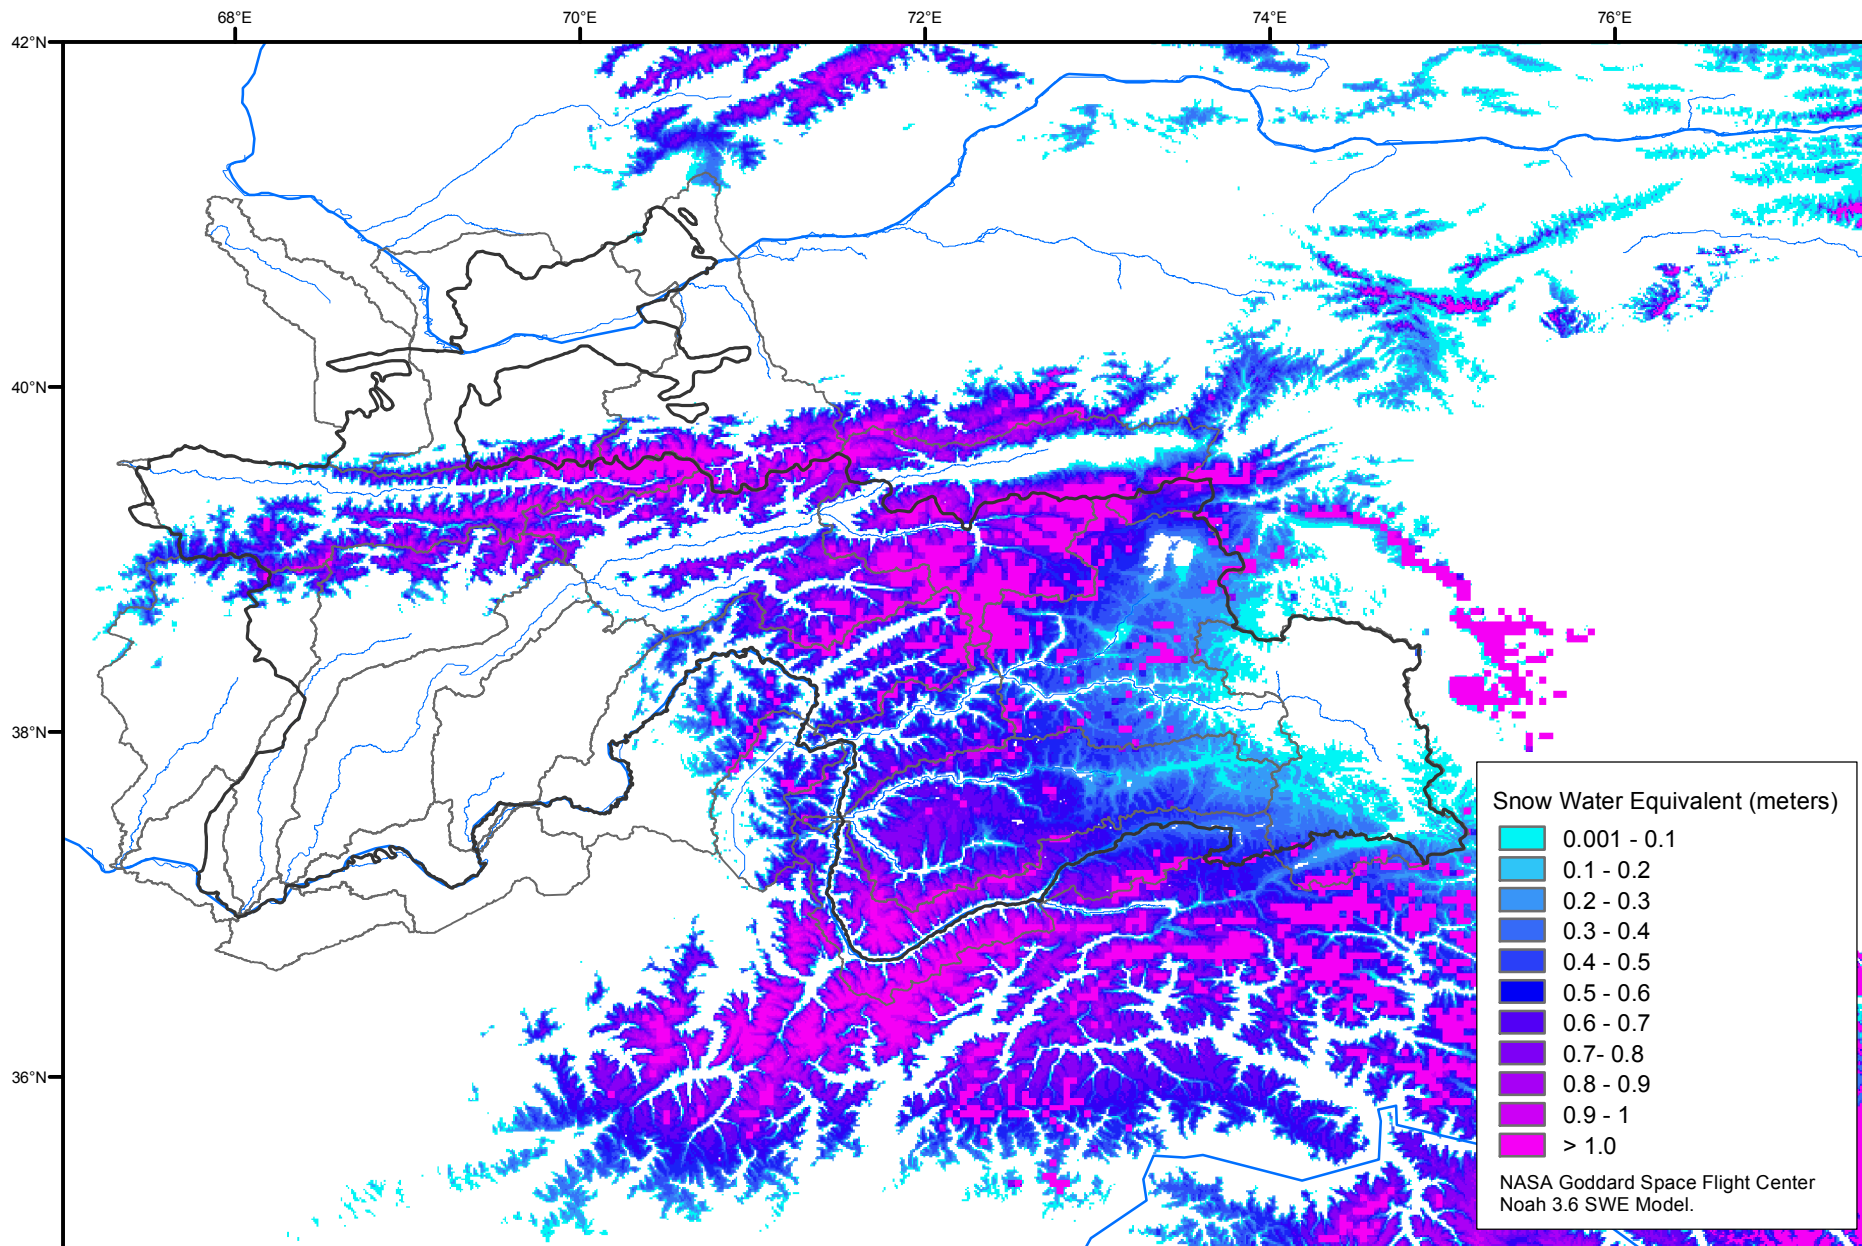 68°E
70°E
72°E
74°E
76°E
42°N
40°N
38°N
36°N
Snow Water Equivalent (meters)
0.001 - 0.1
0.1 - 0.2
0.2 - 0.3
0.3 - 0.4
0.4 - 0.5
0.5 - 0.6
0.6 - 0.7
0.7- 0.8
0.8 - 0.9
0.9 - 1
> 1.0
NASA Goddard Space Flight Center
Noah 3.6 SWE Model.